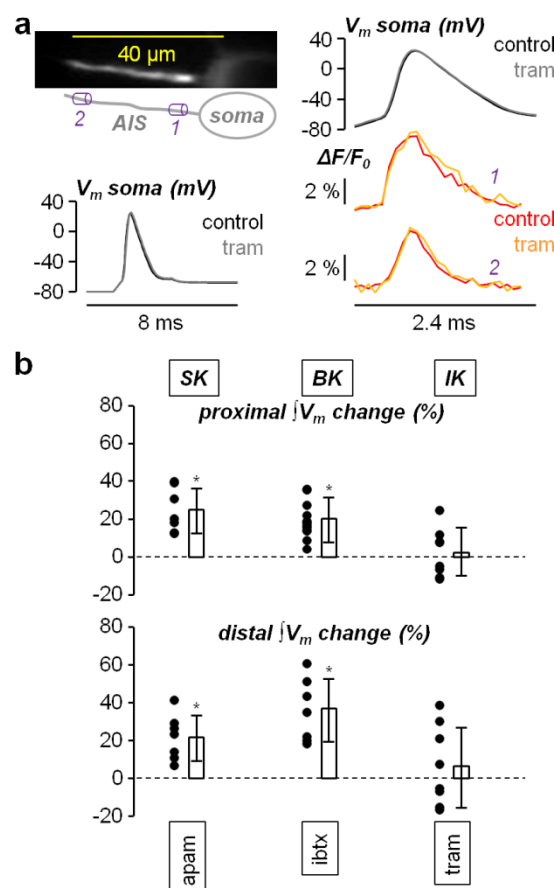 a
40 µm
2
AIS
1
soma
Vm soma (mV)
40
0
-40
-80
control
tram
8 ms
Vm soma (mV)
40
0
-40
-80
control
tram
ΔF/F0
2 %
1
control
tram
2 %
2
2.4 ms
b
SK
BK
IK
proximal ∫Vm change (%)
80
60
40
20
0
-20
*
*
distal ∫Vm change (%)
80
60
40
20
0
-20
*
*
apam
ibtx
tram